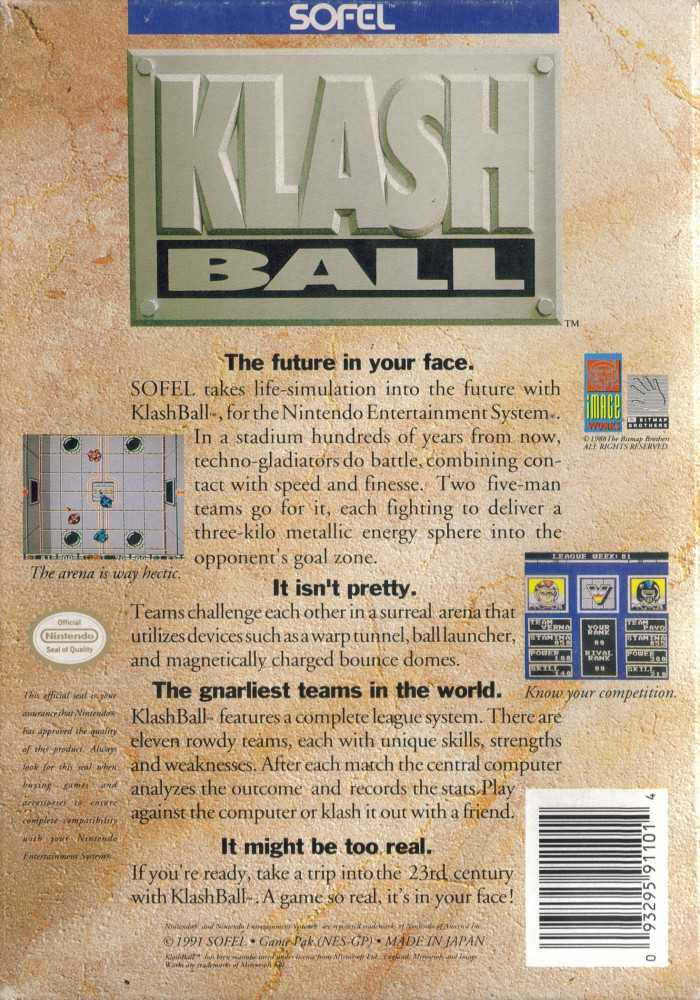 SOFEL™
KLASH
BALL
™
The future in your face.
SOFEL takes life-simulation into the future with
KlashBall™, for the Nintendo Entertainment System®.
In a stadium hundreds of years from now,
techno-gladiators do battle, combining con-
tact with speed and finesse. Two five-man
teams go for it, each fighting to deliver a
three-kilo metallic energy sphere into the
opponent's goal zone.
The arena is way hectic.
IMAGE
WORKS
THE BITMAP
BROTHERS
© 1988 The Bitmap Brothers
ALL RIGHTS RESERVED.
It isn't pretty.
Teams challenge each other in a surreal arena that
utilizes devices such as a warp tunnel, ball launcher,
and magnetically charged bounce domes.
LEAGUE WEEK: 01
TEAM
VERNA
STAMINA
POWER
SKILL
YOUR
RANK
RIVAL
RANK
TEAM
STAMINA
POWER
SKILL
Know your competition.
Official
Nintendo
Seal of Quality
This official seal is your
assurance that Nintendo®
has approved the quality
of this product. Always
look for this seal when
buying games and
accessories to ensure
complete compatibility
with your Nintendo
Entertainment System®.
The gnarliest teams in the world.
KlashBall™ features a complete league system. There are
eleven rowdy teams, each with unique skills, strengths
and weaknesses. After each match the central computer
analyzes the outcome and records the stats. Play
against the computer or klash it out with a friend.
It might be too real.
If you're ready, take a trip into the 23rd century
with KlashBall™. A game so real, it's in your face!
0 93295 91101 4
Nintendo® and Nintendo Entertainment System® are registered trademarks of Nintendo of America Inc.
© 1991 SOFEL • Game Pak (NES-GP) • MADE IN JAPAN
KlashBall™ has been manufactured under license from Mirrorsoft Ltd., England. Mirrorsoft and Image
Works are trademarks of Mirrorsoft Ltd.